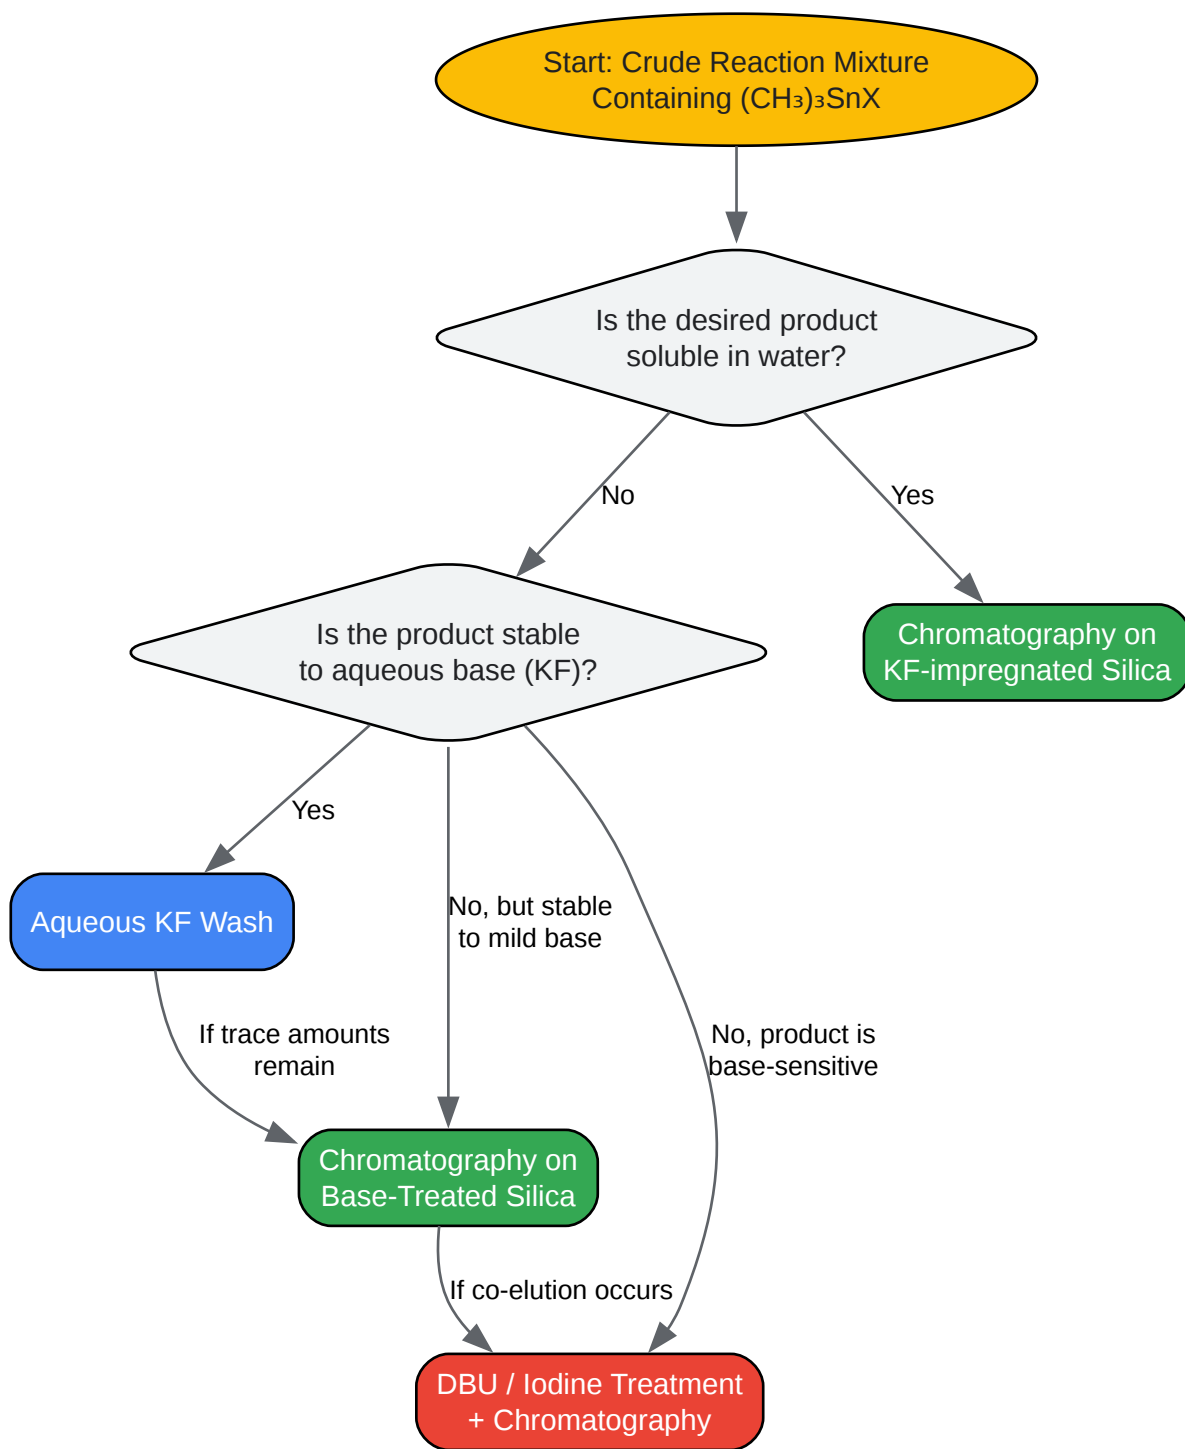 Start: Crude Reaction Mixture
Containing (CH₃)₃SnX
Is the desired product
soluble in water?
No
Yes
Is the product stable
to aqueous base (KF)?
Chromatography on
KF-impregnated Silica
Yes
Aqueous KF Wash
No, but stable
to mild base
If trace amounts
remain
No, product is
base-sensitive
Chromatography on
Base-Treated Silica
If co-elution occurs
DBU / Iodine Treatment
+ Chromatography